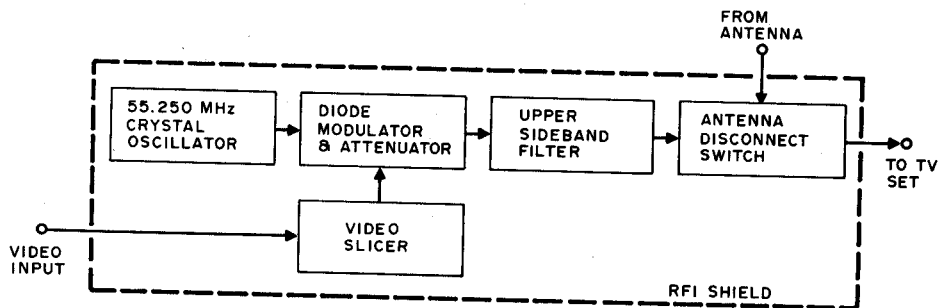 FROM
ANTENNA
55.250 MHz
CRYSTAL
OSCILLATOR
DIODE
MODULATOR
& ATTENUATOR
UPPER
SIDEBAND
FILTER
ANTENNA
DISCONNECT
SWITCH
TO TV
SET
VIDEO
INPUT
VIDEO
SLICER
RFI SHIELD